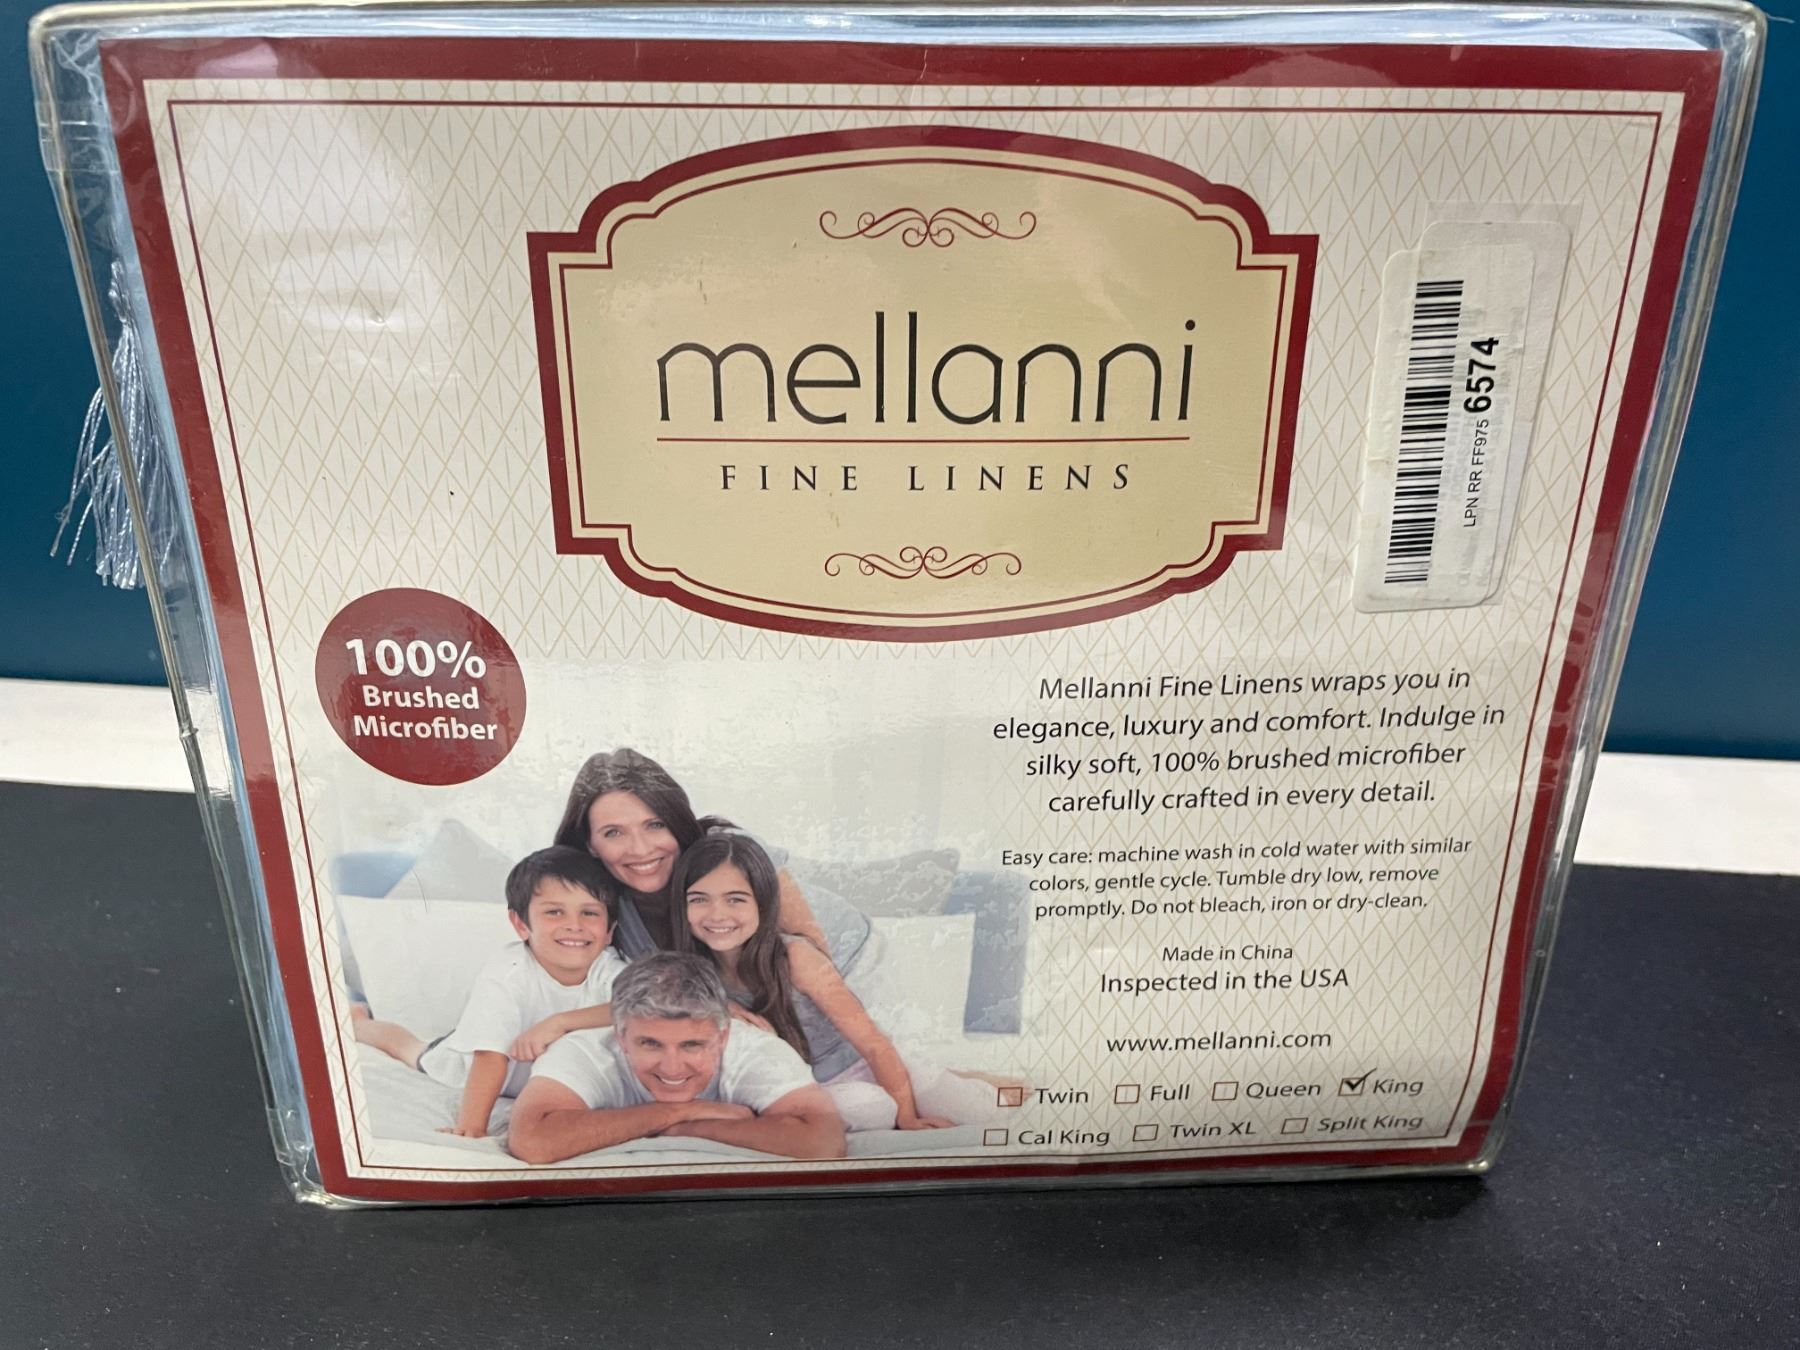 mellanni
FINE LINENS
LPN RR FF975 6574
100%
Brushed
Microfiber
Mellanni Fine Linens wraps you in
elegance, luxury and comfort. Indulge in
silky soft, 100% brushed microfiber
carefully crafted in every detail.
Easy care: machine wash in cold water with similar
colors, gentle cycle. Tumble dry low, remove
promptly. Do not bleach, iron or dry-clean.
Made in China
Inspected in the USA
www.mellanni.com
Twin Full Queen King
Cal King Twin XL Split King